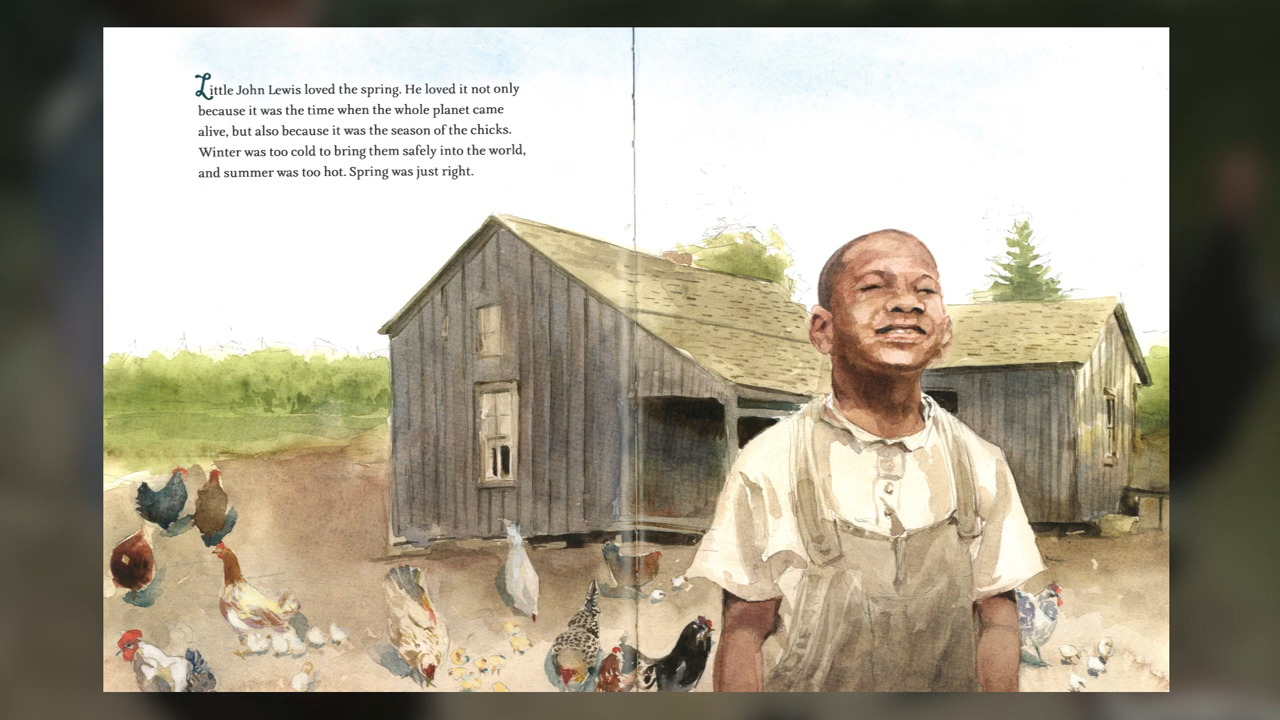 Little John Lewis loved the spring. He loved it not only
because it was the time when the whole planet came
alive, but also because it was the season of the chicks.
Winter was too cold to bring them safely into the world,
and summer was too hot. Spring was just right.